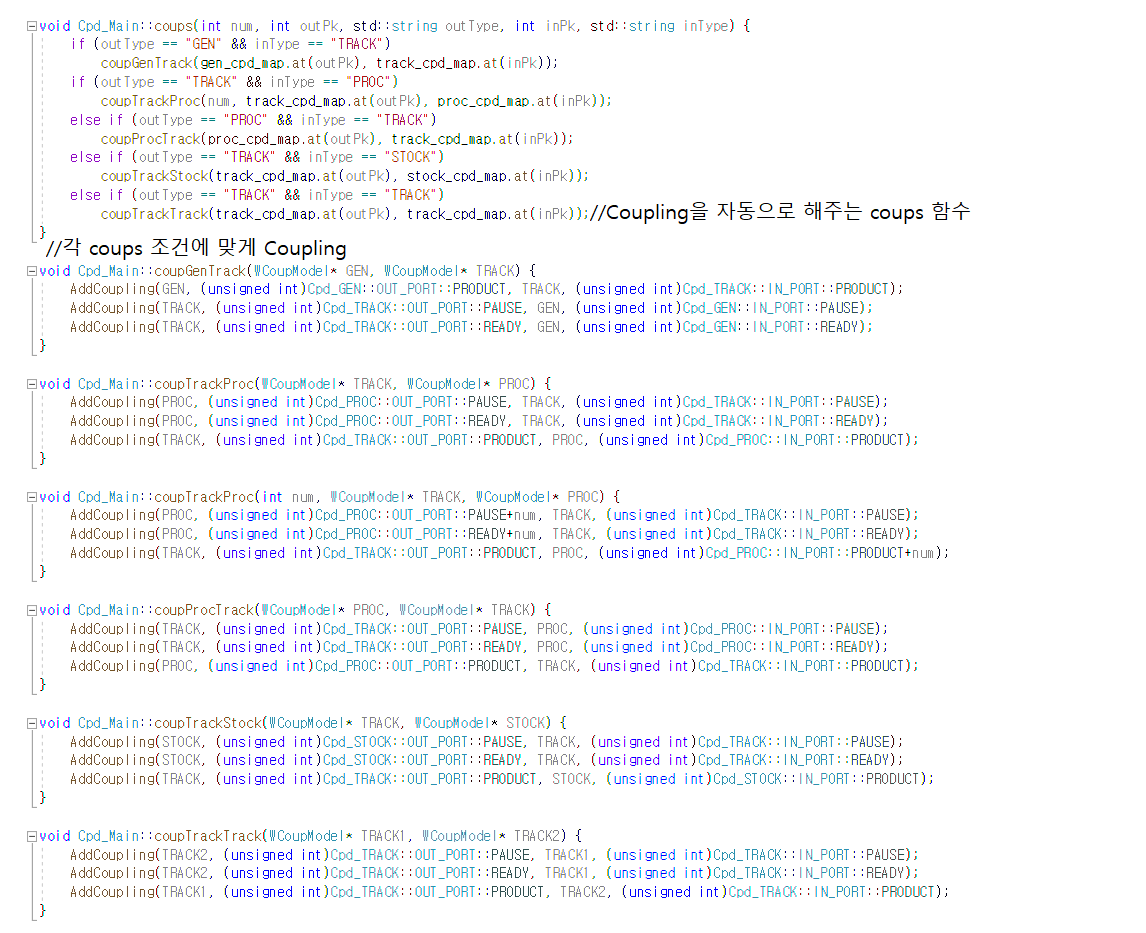 void Cpd_Main::coups(int num, int outPk, std::string outType, int inPk, std::string inType) {
if (outType == "GEN" && inType == "TRACK")
coupGenTrack(gen_cpd_map.at(outPk), track_cpd_map.at(inPk));
if (outType == "TRACK" && inType == "PROC")
coupTrackProc(num, track_cpd_map.at(outPk), proc_cpd_map.at(inPk));
else if (outType == "PROC" && inType == "TRACK")
coupProcTrack(proc_cpd_map.at(outPk), track_cpd_map.at(inPk));
else if (outType == "TRACK" && inType == "STOCK")
coupTrackStock(track_cpd_map.at(outPk), stock_cpd_map.at(inPk));
else if (outType == "TRACK" && inType == "TRACK")
coupTrackTrack(track_cpd_map.at(outPk), track_cpd_map.at(inPk));//Coupling을 자동으로 해주는 coups 함수
}
//각 coups 조건에 맞게 Coupling
void Cpd_Main::coupGenTrack(WCoupModel* GEN, WCoupModel* TRACK) {
AddCoupling(GEN, (unsigned int)Cpd_GEN::OUT_PORT::PRODUCT, TRACK, (unsigned int)Cpd_TRACK::IN_PORT::PRODUCT);
AddCoupling(TRACK, (unsigned int)Cpd_TRACK::OUT_PORT::PAUSE, GEN, (unsigned int)Cpd_GEN::IN_PORT::PAUSE);
AddCoupling(TRACK, (unsigned int)Cpd_TRACK::OUT_PORT::READY, GEN, (unsigned int)Cpd_GEN::IN_PORT::READY);
}
void Cpd_Main::coupTrackProc(WCoupModel* TRACK, WCoupModel* PROC) {
AddCoupling(PROC, (unsigned int)Cpd_PROC::OUT_PORT::PAUSE, TRACK, (unsigned int)Cpd_TRACK::IN_PORT::PAUSE);
AddCoupling(PROC, (unsigned int)Cpd_PROC::OUT_PORT::READY, TRACK, (unsigned int)Cpd_TRACK::IN_PORT::READY);
AddCoupling(TRACK, (unsigned int)Cpd_TRACK::OUT_PORT::PRODUCT, PROC, (unsigned int)Cpd_PROC::IN_PORT::PRODUCT);
}
void Cpd_Main::coupTrackProc(int num, WCoupModel* TRACK, WCoupModel* PROC) {
AddCoupling(PROC, (unsigned int)Cpd_PROC::OUT_PORT::PAUSE+num, TRACK, (unsigned int)Cpd_TRACK::IN_PORT::PAUSE);
AddCoupling(PROC, (unsigned int)Cpd_PROC::OUT_PORT::READY+num, TRACK, (unsigned int)Cpd_TRACK::IN_PORT::READY);
AddCoupling(TRACK, (unsigned int)Cpd_TRACK::OUT_PORT::PRODUCT, PROC, (unsigned int)Cpd_PROC::IN_PORT::PRODUCT+num);
}
void Cpd_Main::coupProcTrack(WCoupModel* PROC, WCoupModel* TRACK) {
AddCoupling(TRACK, (unsigned int)Cpd_TRACK::OUT_PORT::PAUSE, PROC, (unsigned int)Cpd_PROC::IN_PORT::PAUSE);
AddCoupling(TRACK, (unsigned int)Cpd_TRACK::OUT_PORT::READY, PROC, (unsigned int)Cpd_PROC::IN_PORT::READY);
AddCoupling(PROC, (unsigned int)Cpd_PROC::OUT_PORT::PRODUCT, TRACK, (unsigned int)Cpd_TRACK::IN_PORT::PRODUCT);
}
void Cpd_Main::coupTrackStock(WCoupModel* TRACK, WCoupModel* STOCK) {
AddCoupling(STOCK, (unsigned int)Cpd_STOCK::OUT_PORT::PAUSE, TRACK, (unsigned int)Cpd_TRACK::IN_PORT::PAUSE);
AddCoupling(STOCK, (unsigned int)Cpd_STOCK::OUT_PORT::READY, TRACK, (unsigned int)Cpd_TRACK::IN_PORT::READY);
AddCoupling(TRACK, (unsigned int)Cpd_TRACK::OUT_PORT::PRODUCT, STOCK, (unsigned int)Cpd_STOCK::IN_PORT::PRODUCT);
}
void Cpd_Main::coupTrackTrack(WCoupModel* TRACK1, WCoupModel* TRACK2) {
AddCoupling(TRACK2, (unsigned int)Cpd_TRACK::OUT_PORT::PAUSE, TRACK1, (unsigned int)Cpd_TRACK::IN_PORT::PAUSE);
AddCoupling(TRACK2, (unsigned int)Cpd_TRACK::OUT_PORT::READY, TRACK1, (unsigned int)Cpd_TRACK::IN_PORT::READY);
AddCoupling(TRACK1, (unsigned int)Cpd_TRACK::OUT_PORT::PRODUCT, TRACK2, (unsigned int)Cpd_TRACK::IN_PORT::PRODUCT);
}